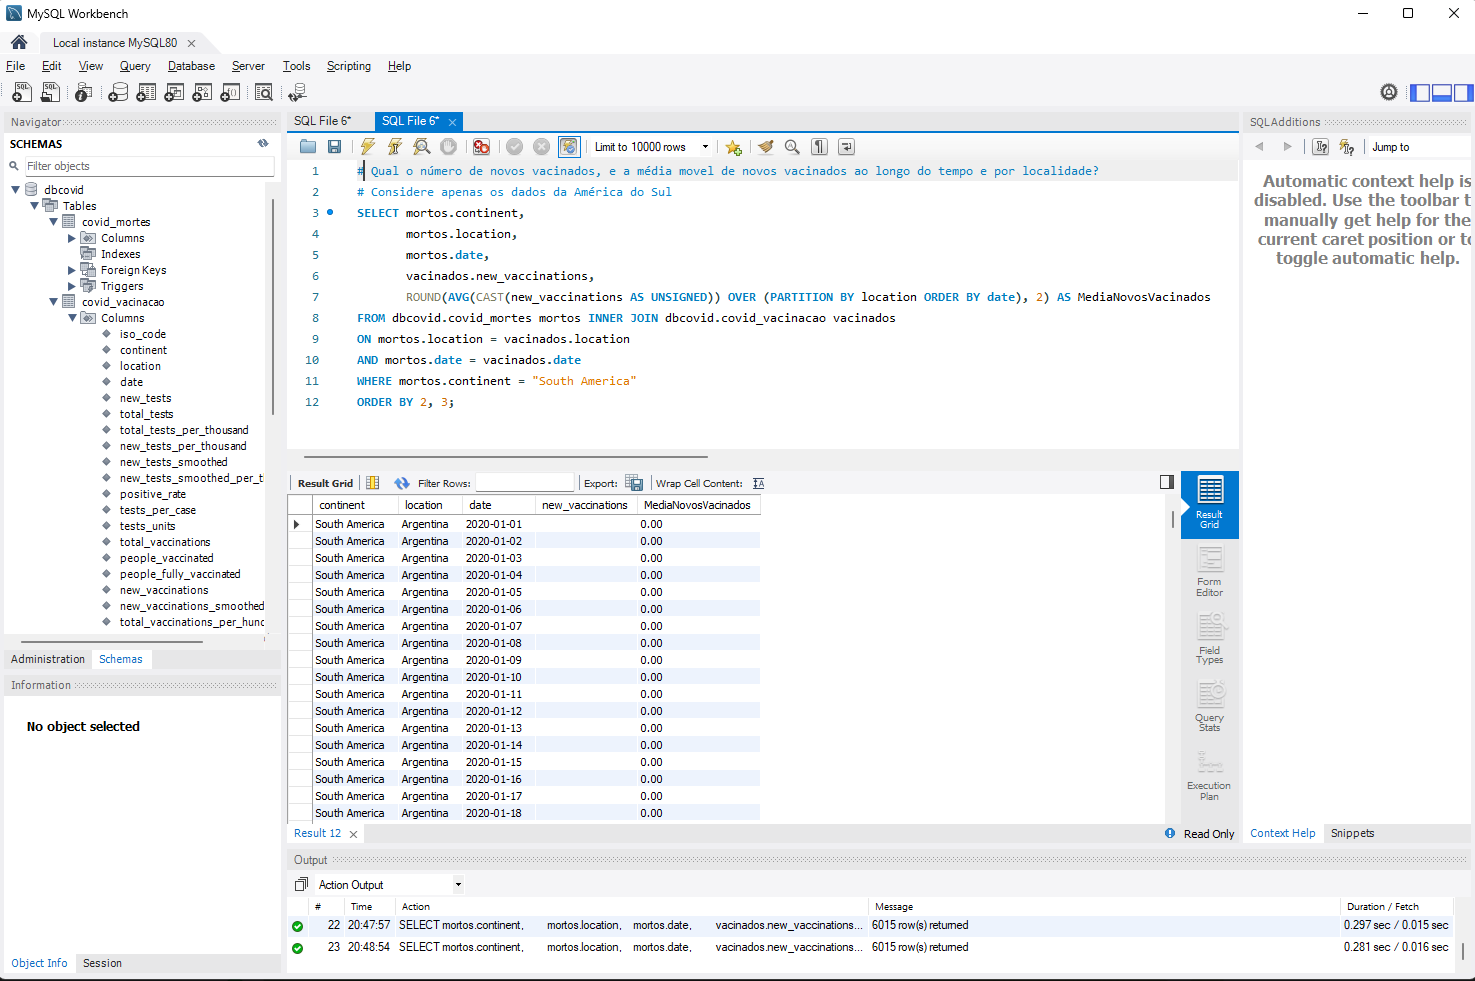 MySQL Workbench
Local instance MySQL80
File Edit View Query Database Server Tools Scripting Help
Navigator
SCHEMAS
Filter objects
dbcovid
Tables
covid_mortes
Columns
Indexes
Foreign Keys
Triggers
covid_vacinacao
Columns
iso_code
continent
location
date
new_tests
total_tests
total_tests_per_thousand
new_tests_per_thousand
new_tests_smoothed
new_tests_smoothed_per_t
positive_rate
tests_per_case
tests_units
total_vaccinations
people_vaccinated
people_fully_vaccinated
new_vaccinations
new_vaccinations_smoothed
total_vaccinations_per_hunc
Administration Schemas
Information
No object selected
Object Info Session
SQL File 6* SQL File 6*
Limit to 10000 rows
1 # Qual o número de novos vacinados, e a média movel de novos vacinados ao longo do tempo e por localidade?
2 # Considere apenas os dados da América do Sul
3 SELECT mortos.continent,
4 mortos.location,
5 mortos.date,
6 vacinados.new_vaccinations,
7 ROUND(AVG(CAST(new_vaccinations AS UNSIGNED)) OVER (PARTITION BY location ORDER BY date), 2) AS MediaNovosVacinados
8 FROM dbcovid.covid_mortes mortos INNER JOIN dbcovid.covid_vacinacao vacinados
9 ON mortos.location = vacinados.location
10 AND mortos.date = vacinados.date
11 WHERE mortos.continent = "South America"
12 ORDER BY 2, 3;
Result Grid Filter Rows: Export: Wrap Cell Content:
continent location date new_vaccinations MediaNovosVacinados
South America Argentina 2020-01-01 0.00
South America Argentina 2020-01-02 0.00
South America Argentina 2020-01-03 0.00
South America Argentina 2020-01-04 0.00
South America Argentina 2020-01-05 0.00
South America Argentina 2020-01-06 0.00
South America Argentina 2020-01-07 0.00
South America Argentina 2020-01-08 0.00
South America Argentina 2020-01-09 0.00
South America Argentina 2020-01-10 0.00
South America Argentina 2020-01-11 0.00
South America Argentina 2020-01-12 0.00
South America Argentina 2020-01-13 0.00
South America Argentina 2020-01-14 0.00
South America Argentina 2020-01-15 0.00
South America Argentina 2020-01-16 0.00
South America Argentina 2020-01-17 0.00
South America Argentina 2020-01-18 0.00
Result Grid
Form Editor
Field Types
Query Stats
Execution Plan
Result 12
Read Only
SQLAdditions
Jump to
Automatic context help is
disabled. Use the toolbar t
manually get help for the
current caret position or to
toggle automatic help.
Context Help Snippets
Output
Action Output
# Time Action Message Duration / Fetch
22 20:47:57 SELECT mortos.continent, mortos.location, mortos.date, vacinados.new_vaccinations... 6015 row(s) returned 0.297 sec / 0.015 sec
23 20:48:54 SELECT mortos.continent, mortos.location, mortos.date, vacinados.new_vaccinations... 6015 row(s) returned 0.281 sec / 0.016 sec